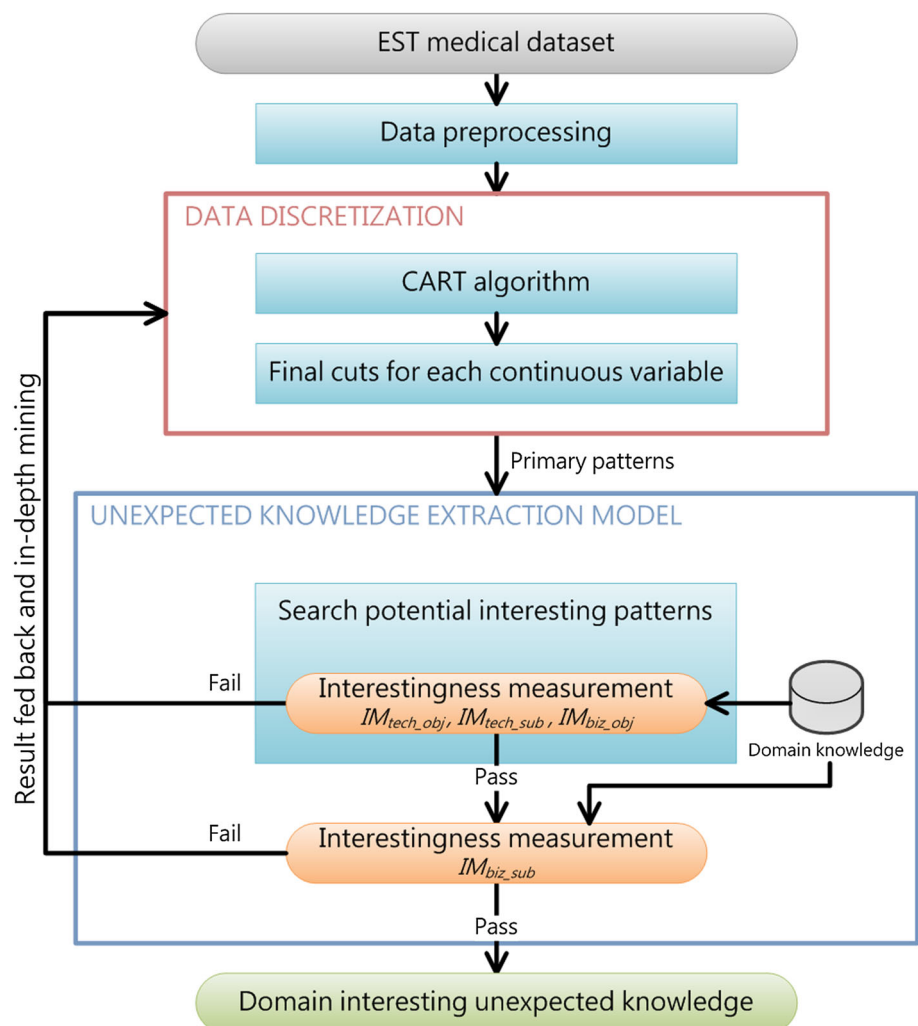 EST medical dataset
Data preprocessing
DATA DISCRETIZATION
CART algorithm
Final cuts for each continuous variable
Primary patterns
Result fed back and in-depth mining
UNEXPECTED KNOWLEDGE EXTRACTION MODEL
Search potential interesting patterns
Fail
Interestingness measurement
IMtech_obj, IMtech_sub, IMbiz_obj
Domain knowledge
Pass
Fail
Interestingness measurement
IMbiz_sub
Pass
Domain interesting unexpected knowledge